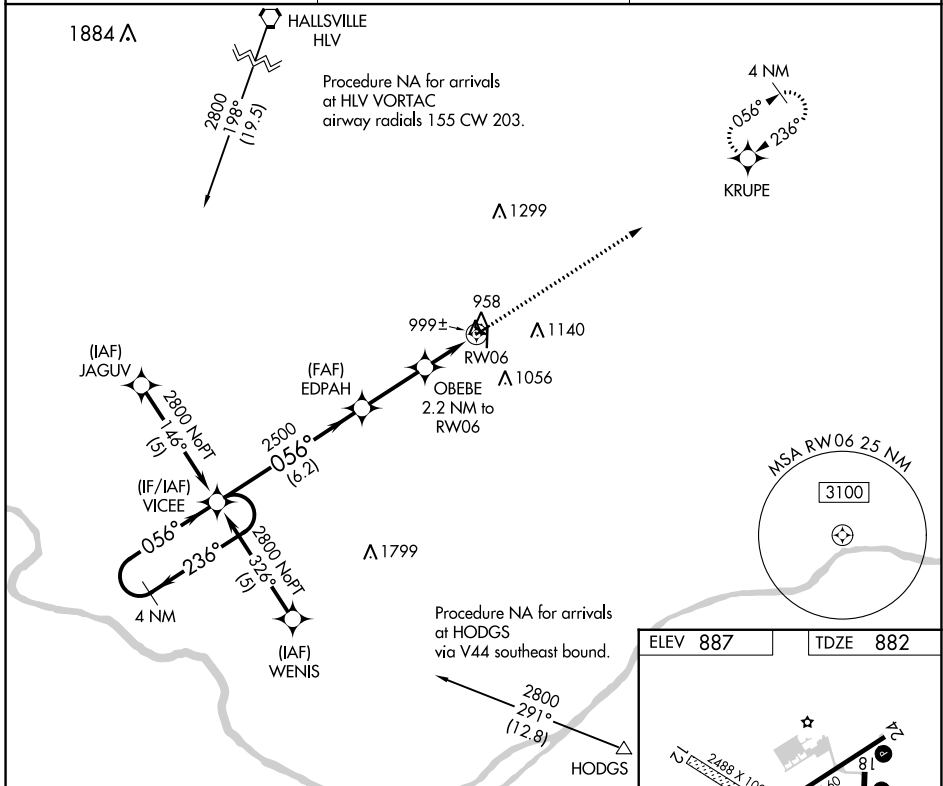 1884
HALLSVILLE
HLV
2800
198°
(19.5)
Procedure NA for arrivals
at HLV VORTAC
airway radials 155 CW 203.
4 NM
056°
236°
KRUPE
1299
958
999±
RW06
1140
1056
(IAF)
JAGUV
2800 NoPT
146°
(5)
(FAF)
EDPAH
OBEBE
2.2 NM to
RW06
2500
056°
(6.2)
(IF/IAF)
VICEE
056°
236°
4 NM
2800 NoPT
326°
(5)
(IAF)
WENIS
1799
MSA RW06 25 NM
3100
Procedure NA for arrivals
at HODGS
via V44 southeast bound.
2800
291°
(12.8)
HODGS
ELEV 887
TDZE 882
12
2488 X
24
P
18